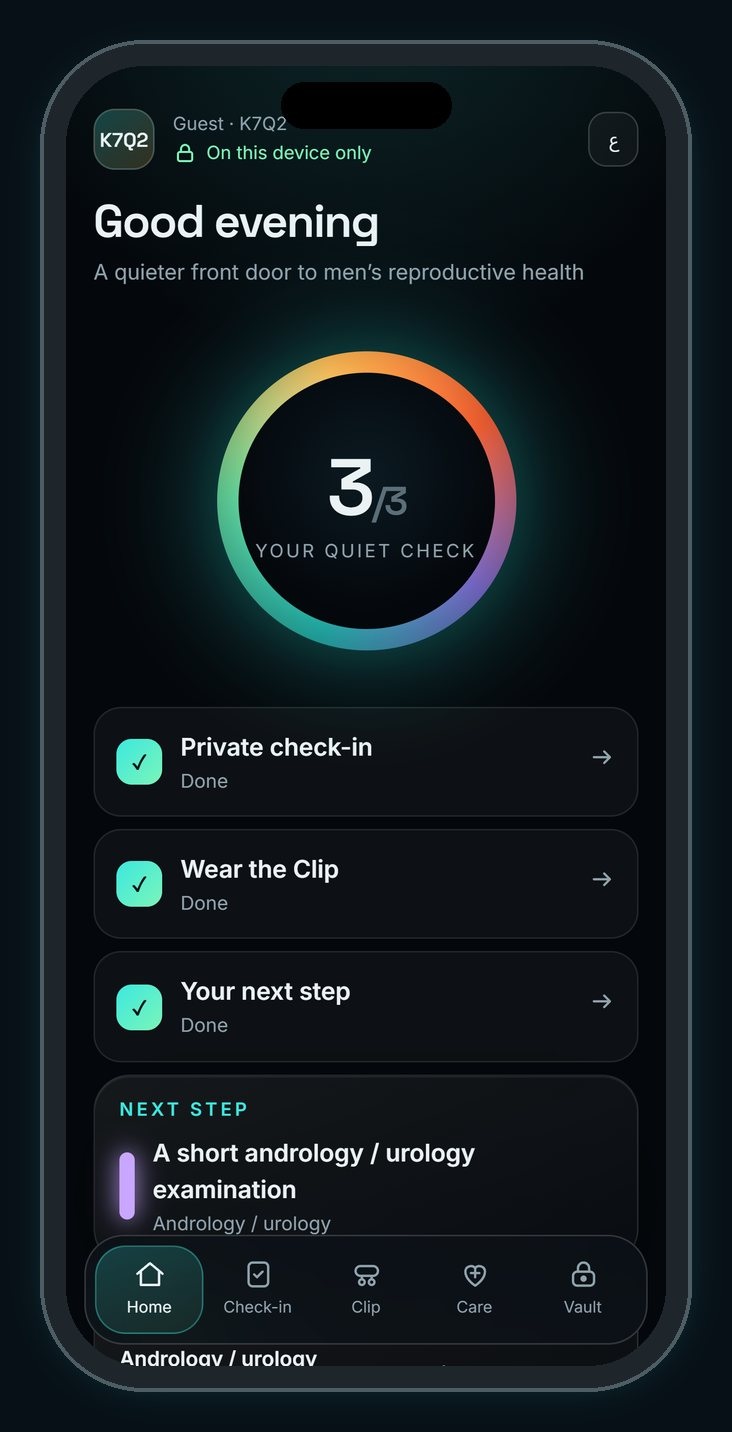 K7Q2
Guest · K7Q2
On this device only
ع
Good evening
A quieter front door to men’s reproductive health
3/3
YOUR QUIET CHECK
✓
Private check-in
Done
→
✓
Wear the Clip
Done
→
✓
Your next step
Done
→
NEXT STEP
A short andrology / urology
examination
Andrology / urology
Home
Check-in
Clip
Care
Vault
Andrology / urology